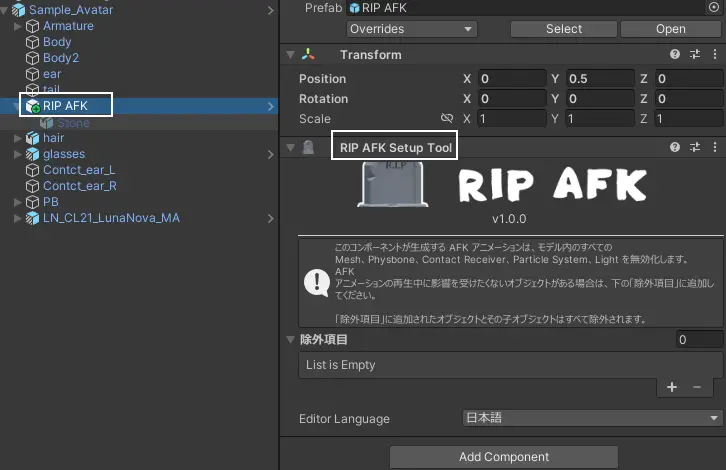 Sample_Avatar
Armature
Body
Body2
ear
tail
RIP AFK
Stone
hair
glasses
Contct_ear_L
Contct_ear_R
PB
LN_CL21_LunaNova_MA
Prefab RIP AFK
Overrides Select Open
Transform
Position X 0 Y 0.5 Z 0
Rotation X 0 Y 0 Z 0
Scale X 1 Y 1 Z 1
RIP AFK Setup Tool
R.I.P
RIP AFK
v1.0.0
このコンポーネントが生成する AFK アニメーションは、モデル内のすべての
Mesh、Physbone、Contact Receiver、Particle System、Light を無効化します。
AFK
アニメーションの再生中に影響を受けたくないオブジェクトがある場合は、下の「除外項目」に追加し
てください。
「除外項目」に追加されたオブジェクトとその子オブジェクトはすべて除外されます。
除外項目 0
List is Empty
+ −
Editor Language 日本語
Add Component